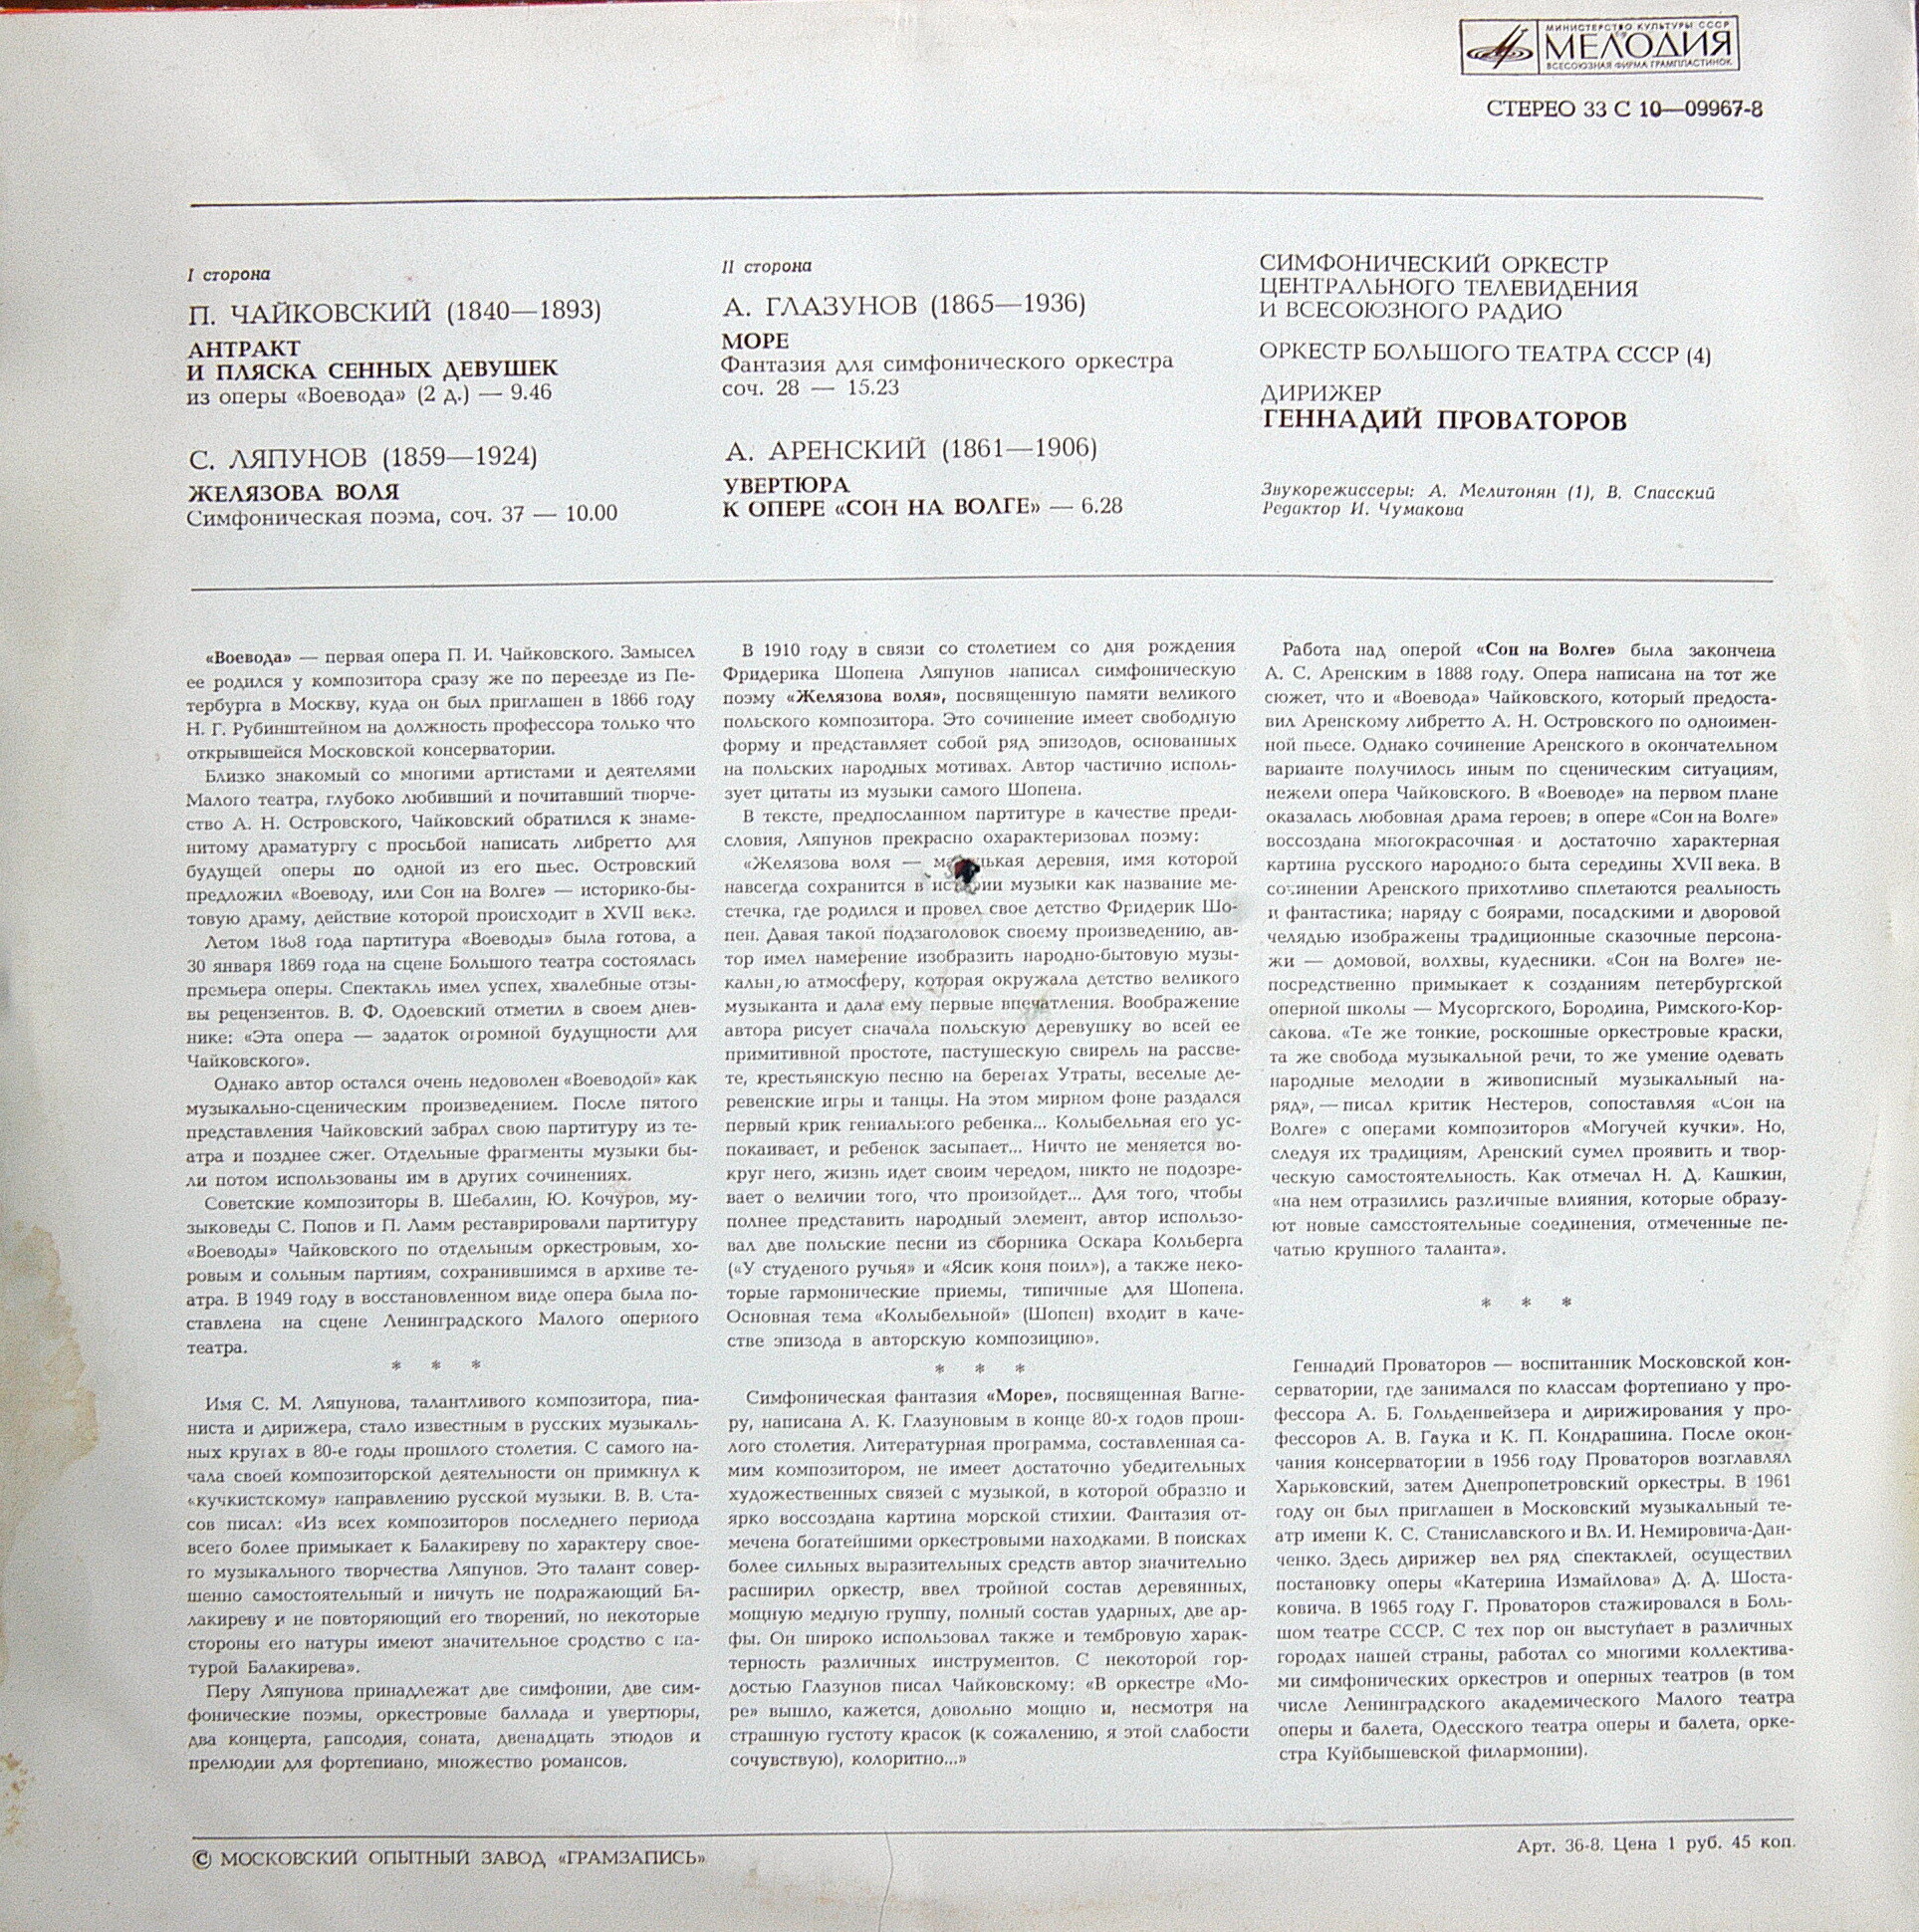 МИНИСТЕРСТВО КУЛЬТУРЫ СССР
МЕЛОДИЯ
ВСЕСОЮЗНАЯ ФИРМА ГРАМПЛАСТИНОК
СТЕРЕО 33 С 10—09967-8
I сторона
П. ЧАЙКОВСКИЙ (1840—1893)
АНТРАКТ
И ПЛЯСКА СЕННЫХ ДЕВУШЕК
из оперы «Воевода» (2 д.) — 9.46
С. ЛЯПУНОВ (1859—1924)
ЖЕЛЯЗОВА ВОЛЯ
Симфоническая поэма, соч. 37 — 10.00
II сторона
А. ГЛАЗУНОВ (1865—1936)
МОРЕ
Фантазия для симфонического оркестра
соч. 28 — 15.23
А. АРЕНСКИЙ (1861—1906)
УВЕРТЮРА
К ОПЕРЕ «СОН НА ВОЛГЕ» — 6.28
СИМФОНИЧЕСКИЙ ОРКЕСТР
ЦЕНТРАЛЬНОГО ТЕЛЕВИДЕНИЯ
И ВСЕСОЮЗНОГО РАДИО
ОРКЕСТР БОЛЬШОГО ТЕАТРА СССР (4)
ДИРИЖЕР
ГЕННАДИЙ ПРОВАТОРОВ
Звукорежиссеры: А. Мелитонян (1), В. Спасский
Редактор И. Чумакова
«Воевода» — первая опера П. И. Чайковского. Замысел
ее родился у композитора сразу же по переезде из Пе-
тербурга в Москву, куда он был приглашен в 1866 году
Н. Г. Рубинштейном на должность профессора только что
открывшейся Московской консерватории.
Близко знакомый со многими артистами и деятелями
Малого театра, глубоко любивший и почитавший творче-
ство А. Н. Островского, Чайковский обратился к знаме-
нитому драматургу с просьбой написать либретто для
будущей оперы по одной из его пьес. Островский
предложил «Воеводу, или Сон на Волге» — историко-бы-
товую драму, действие которой происходит в XVII веке.
Летом 1868 года партитура «Воеводы» была готова, а
30 января 1869 года на сцене Большого театра состоялась
премьера оперы. Спектакль имел успех, хвалебные отзы-
вы рецензентов. В. Ф. Одоевский отметил в своем днев-
нике: «Эта опера — задаток огромной будущности для
Чайковского».
Однако автор остался очень недоволен «Воеводой» как
музыкально-сценическим произведением. После пятого
представления Чайковский забрал свою партитуру из те-
атра и позднее сжег. Отдельные фрагменты музыки бы-
ли потом использованы им в других сочинениях.
Советские композиторы В. Шебалин, Ю. Кочуров, му-
зыковеды С. Попов и П. Ламм реставрировали партитуру
«Воеводы» Чайковского по отдельным оркестровым, хо-
ровым и сольным партиям, сохранившимся в архиве те-
атра. В 1949 году в восстановленном виде опера была по-
ставлена на сцене Ленинградского Малого оперного
театра.
* * *
Имя С. М. Ляпунова, талантливого композитора, пиа-
ниста и дирижера, стало известным в русских музыкаль-
ных кругах в 80-е годы прошлого столетия. С самого на-
чала своей композиторской деятельности он примкнул к
«кучкистскому» направлению русской музыки. В. В. Ста-
сов писал: «Из всех композиторов последнего периода
всего более примыкает к Балакиреву по характеру свое-
го музыкального творчества Ляпунов. Это талант совер-
шенно самостоятельный и ничуть не подражающий Ба-
лакиреву и не повторяющий его творений, но некоторые
стороны его натуры имеют значительное сродство с на-
турой Балакирева».
Перу Ляпунова принадлежат две симфонии, две сим-
фонические поэмы, оркестровые баллада и увертюры,
два концерта, рапсодия, соната, двенадцать этюдов и
прелюдии для фортепиано, множество романсов.
В 1910 году в связи со столетием со дня рождения
Фридерика Шопена Ляпунов написал симфоническую
поэму «Желязова воля», посвященную памяти великого
польского композитора. Это сочинение имеет свободную
форму и представляет собой ряд эпизодов, основанных
на польских народных мотивах. Автор частично исполь-
зует цитаты из музыки самого Шопена.
В тексте, предпосланном партитуре в качестве преди-
словия, Ляпунов прекрасно охарактеризовал поэму:
«Желязова воля — маленькая деревня, имя которой
навсегда сохранится в истории музыки как название ме-
стечка, где родился и провел свое детство Фридерик Шо-
пен. Давая такой подзаголовок своему произведению, ав-
тор имел намерение изобразить народно-бытовую музы-
кальную атмосферу, которая окружала детство великого
музыканта и дала ему первые впечатления. Воображение
автора рисует сначала польскую деревушку во всей ее
примитивной простоте, пастушескую свирель на рассве-
те, крестьянскую песню на берегах Утраты, веселые де-
ревенские игры и танцы. На этом мирном фоне раздался
первый крик гениального ребенка... Колыбельная его ус-
покаивает, и ребенок засыпает... Ничто не меняется во-
круг него, жизнь идет своим чередом, никто не подозре-
вает о величии того, что произойдет... Для того, чтобы
полнее представить народный элемент, автор использо-
вал две польские песни из сборника Оскара Кольберга
(«У студеного ручья» и «Ясик коня поил»), а также неко-
торые гармонические приемы, типичные для Шопена.
Основная тема «Колыбельной» (Шопен) входит в каче-
стве эпизода в авторскую композицию».
* * *
Симфоническая фантазия «Море», посвященная Вагне-
ру, написана А. К. Глазуновым в конце 80-х годов прош-
лого столетия. Литературная программа, составленная са-
мим композитором, не имеет достаточно убедительных
художественных связей с музыкой, в которой образно и
ярко воссоздана картина морской стихии. Фантазия от-
мечена богатейшими оркестровыми находками. В поисках
более сильных выразительных средств автор значительно
расширил оркестр, ввел тройной состав деревянных,
мощную медную группу, полный состав ударных, две ар-
фы. Он широко использовал также и тембровую харак-
терность различных инструментов. С некоторой гор-
достью Глазунов писал Чайковскому: «В оркестре «Мо-
ре» вышло, кажется, довольно мощно и, несмотря на
страшную густоту красок (к сожалению, я этой слабости
сочувствую), колоритно...»
Работа над оперой «Сон на Волге» была закончена
А. С. Аренским в 1888 году. Опера написана на тот же
сюжет, что и «Воевода» Чайковского, который предоста-
вил Аренскому либретто А. Н. Островского по одноимен-
ной пьесе. Однако сочинение Аренского в окончательном
варианте получилось иным по сценическим ситуациям,
нежели опера Чайковского. В «Воеводе» на первом плане
оказалась любовная драма героев; в опере «Сон на Волге»
воссоздана многокрасочная и достаточно характерная
картина русского народного быта середины XVII века. В
сочинении Аренского прихотливо сплетаются реальность
и фантастика; наряду с боярами, посадскими и дворовой
челядью изображены традиционные сказочные персона-
жи — домовой, волхвы, кудесники. «Сон на Волге» не-
посредственно примыкает к созданиям петербургской
оперной школы — Мусоргского, Бородина, Римского-Кор-
сакова. «Те же тонкие, роскошные оркестровые краски,
та же свобода музыкальной речи, то же умение одевать
народные мелодии в живописный музыкальный на-
ряд», — писал критик Нестеров, сопоставляя «Сон на
Волге» с операми композиторов «Могучей кучки». Но,
следуя их традициям, Аренский сумел проявить и твор-
ческую самостоятельность. Как отмечал Н. Д. Кашкин,
«на нем отразились различные влияния, которые образу-
ют новые самостоятельные соединения, отмеченные пе-
чатью крупного таланта».
* * *
Геннадий Проваторов — воспитанник Московской кон-
серватории, где занимался по классам фортепиано у про-
фессора А. Б. Гольденвейзера и дирижирования у про-
фессоров А. В. Гаука и К. П. Кондрашина. После окон-
чания консерватории в 1956 году Проваторов возглавлял
Харьковский, затем Днепропетровский оркестры. В 1961
году он был приглашен в Московский музыкальный те-
атр имени К. С. Станиславского и Вл. И. Немировича-Дан-
ченко. Здесь дирижер вел ряд спектаклей, осуществил
постановку оперы «Катерина Измайлова» Д. Д. Шоста-
ковича. В 1965 году Г. Проваторов стажировался в Боль-
шом театре СССР. С тех пор он выступает в различных
городах нашей страны, работал со многими коллектива-
ми симфонических оркестров и оперных театров (в том
числе Ленинградского академического Малого театра
оперы и балета, Одесского театра оперы и балета, орке-
стра Куйбышевской филармонии).
© МОСКОВСКИЙ ОПЫТНЫЙ ЗАВОД «ГРАМЗАПИСЬ»
Арт. 36-8. Цена 1 руб. 45 коп.